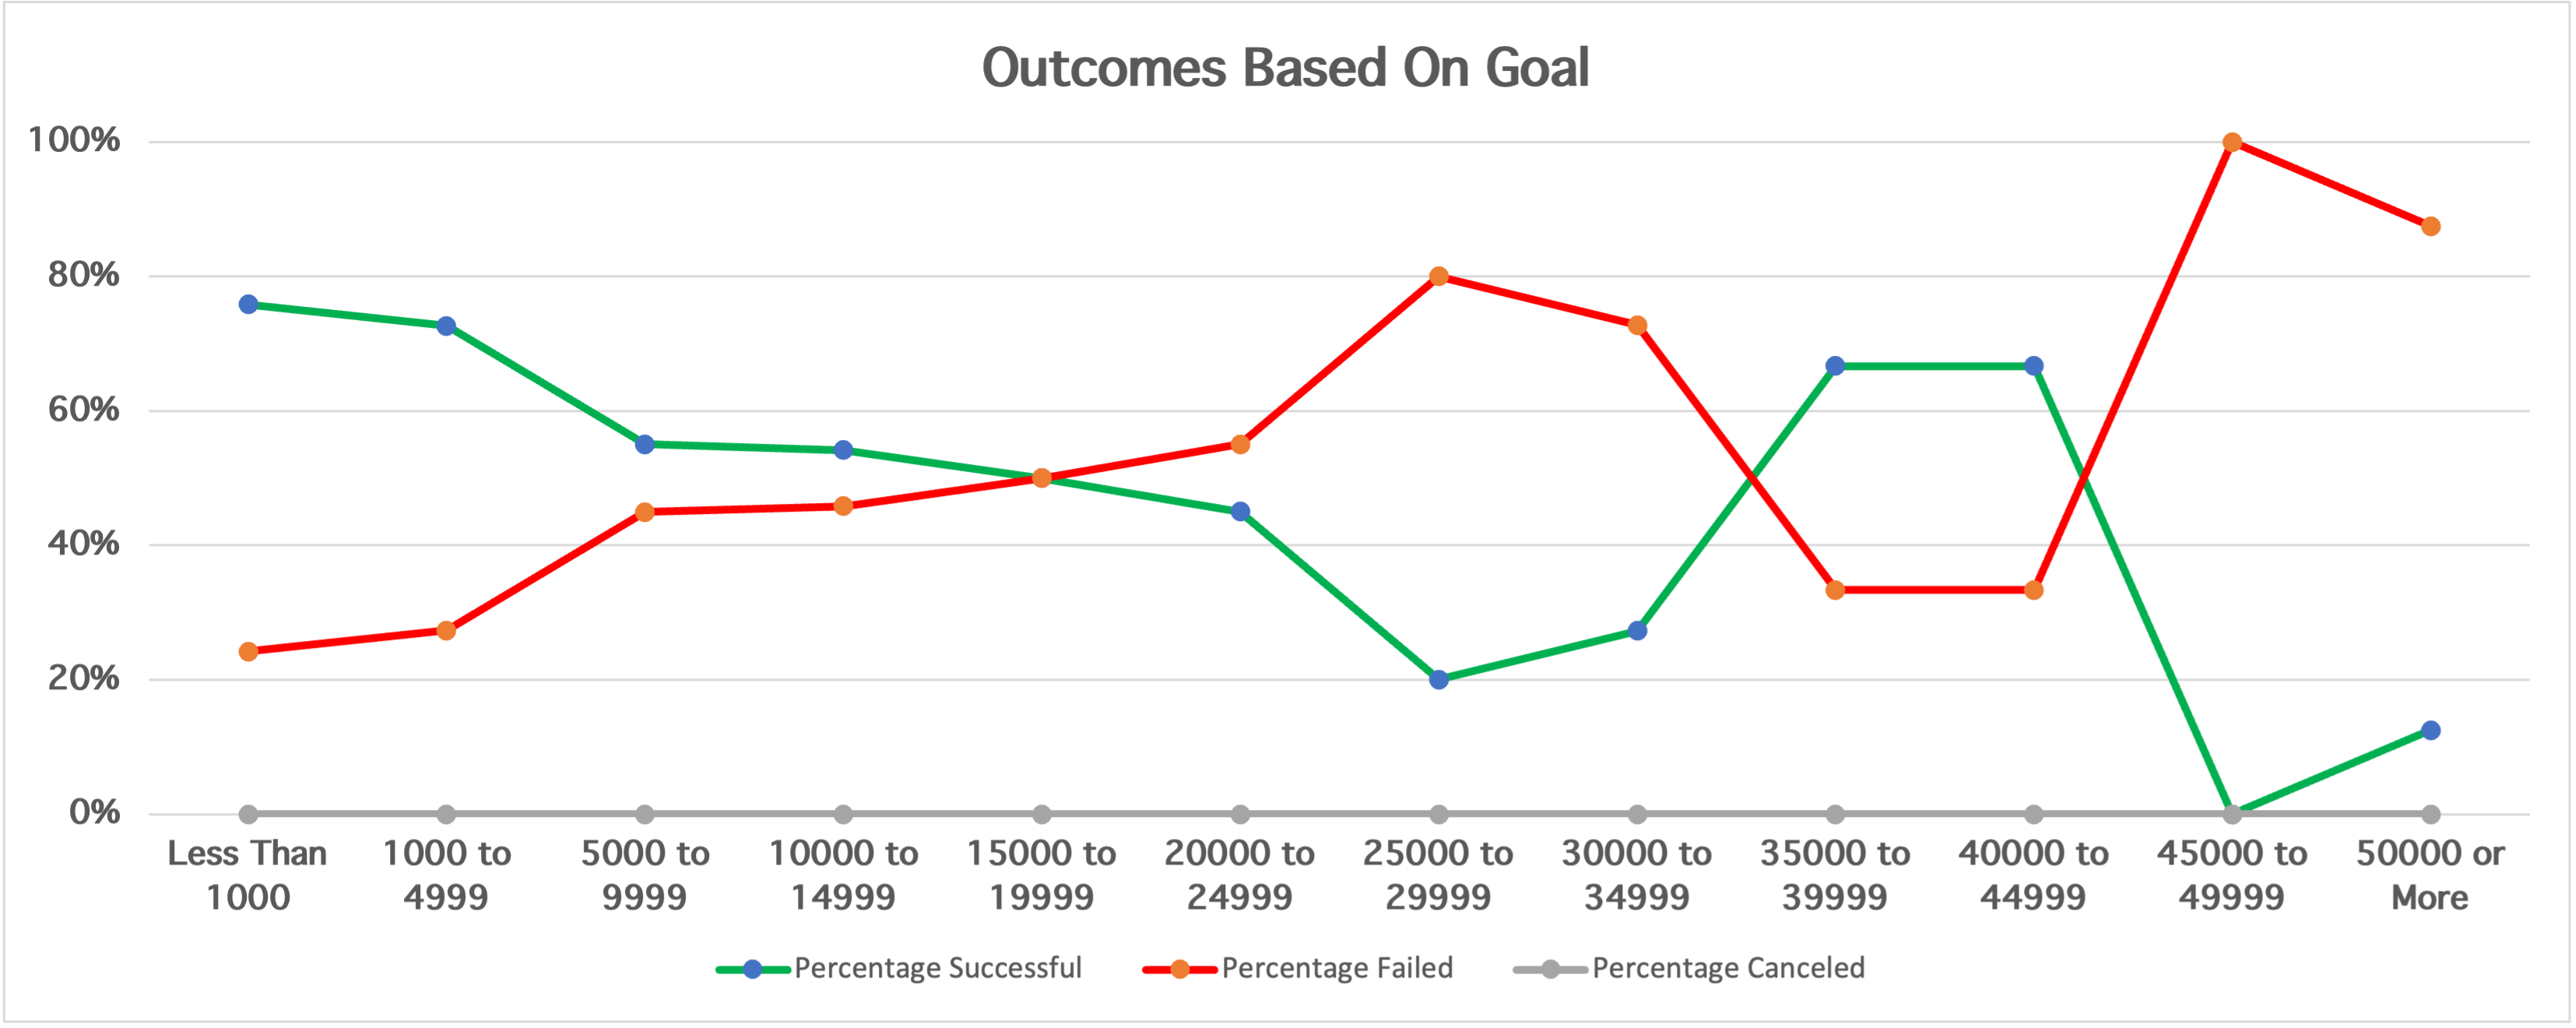 Outcomes Based On Goal
100%
80%
60%
40%
20%
0%
Less Than 1000 to 5000 to 10000 to 15000 to 20000 to 25000 to 30000 to 35000 to 40000 to 45000 to 50000 or
1000 4999 9999 14999 19999 24999 29999 34999 39999 44999 49999 More
Percentage Successful Percentage Failed Percentage Canceled